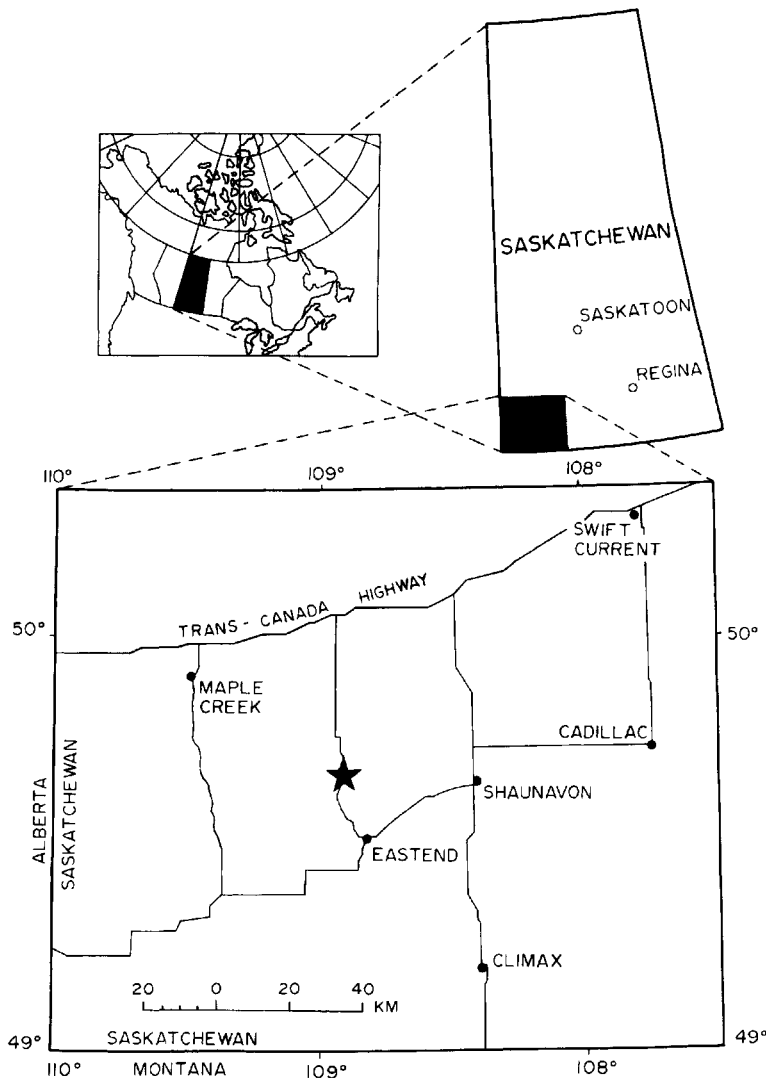 SASKATCHEWAN
SASKATOON
REGINA
110°
109°
108°
SWIFT
CURRENT
TRANS-CANADA HIGHWAY
50°
50°
MAPLE
CREEK
CADILLAC
ALBERTA
SASKATCHEWAN
SHAUNAVON
EASTEND
CLIMAX
20 0 20 40
KM
SASKATCHEWAN
49°
49°
110°
MONTANA
109°
108°